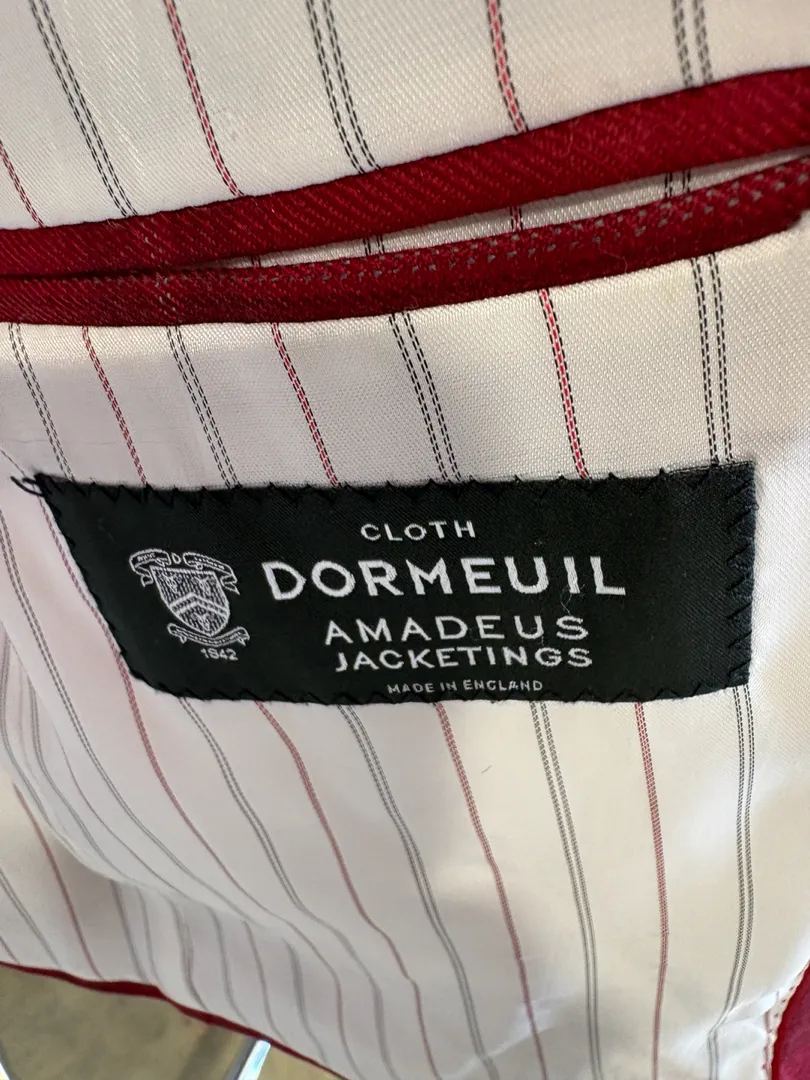 CLOTH
DORMEUIL
AMADEUS
JACKETINGS
MADE IN ENGLAND
1842